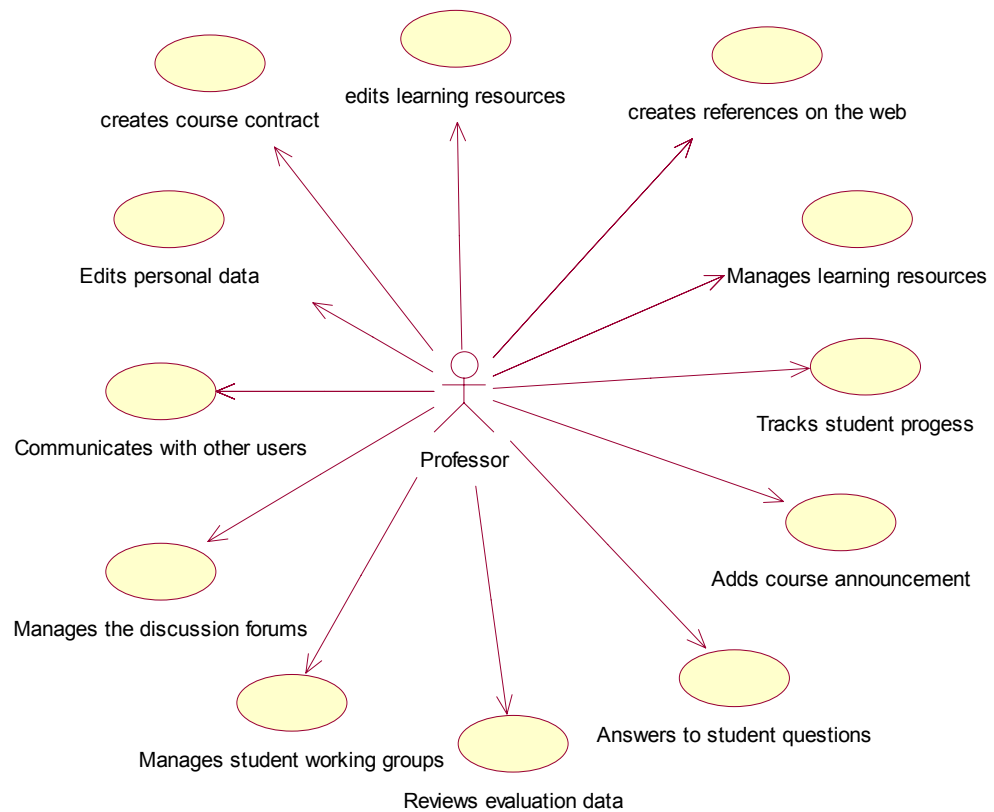 edits learning resources
creates course contract
creates references on the web
Edits personal data
Manages learning resources
Communicates with other users
Tracks student progess
Professor
Adds course announcement
Manages the discussion forums
Answers to student questions
Manages student working groups
Reviews evaluation data